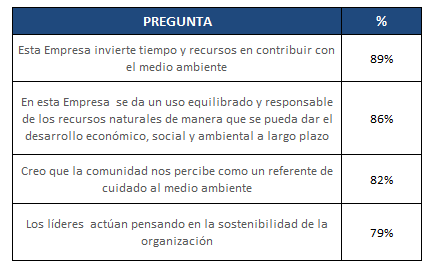 PREGUNTA %
Esta Empresa invierte tiempo y recursos en contribuir con
el medio ambiente
89%
En esta Empresa se da un uso equilibrado y responsable
de los recursos naturales de manera que se pueda dar el
desarrollo económico, social y ambiental a largo plazo
86%
Creo que la comunidad nos percibe como un referente de
cuidado al medio ambiente
82%
Los líderes actúan pensando en la sostenibilidad de la
organización
79%